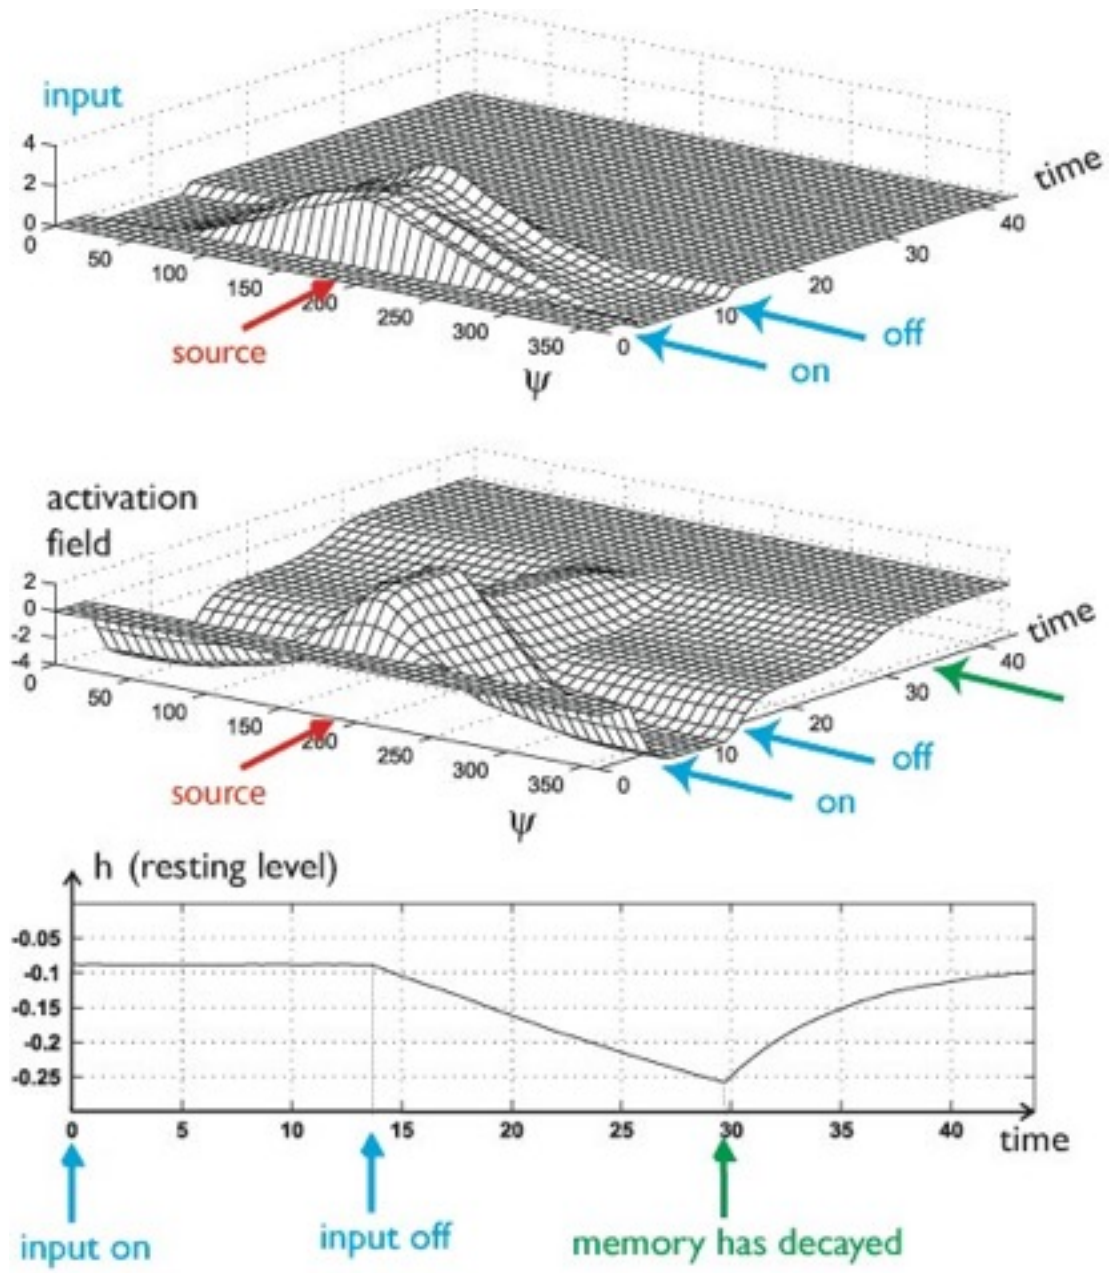 input
4
2
0
0
50
100
150
200
250
300
350
0
10
20
30
40
time
source
off
on
ψ
activation
field
2
0
-2
-4
0
50
100
150
200
250
300
350
0
10
20
30
40
time
source
off
on
ψ
h (resting level)
-0.05
-0.1
-0.15
-0.2
-0.25
0 5 10 15 20 25 30 35 40 time
input on input off memory has decayed